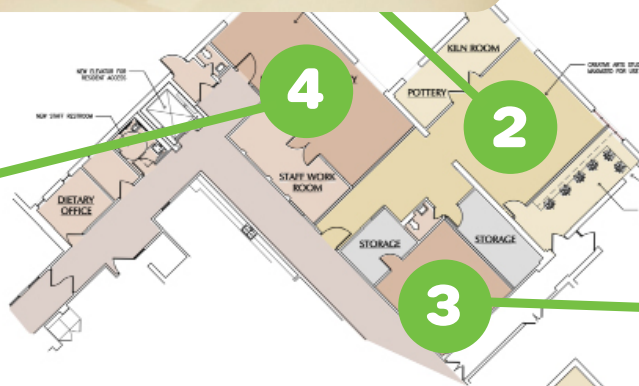 KILN ROOM
POTTERY
CREATIVE ARTS
NEW ELEVATOR FOR
RESIDENT ACCESS
NEW STAFF RESTROOM
4
2
STAFF WORK
ROOM
DIETARY
OFFICE
STORAGE
STORAGE
3